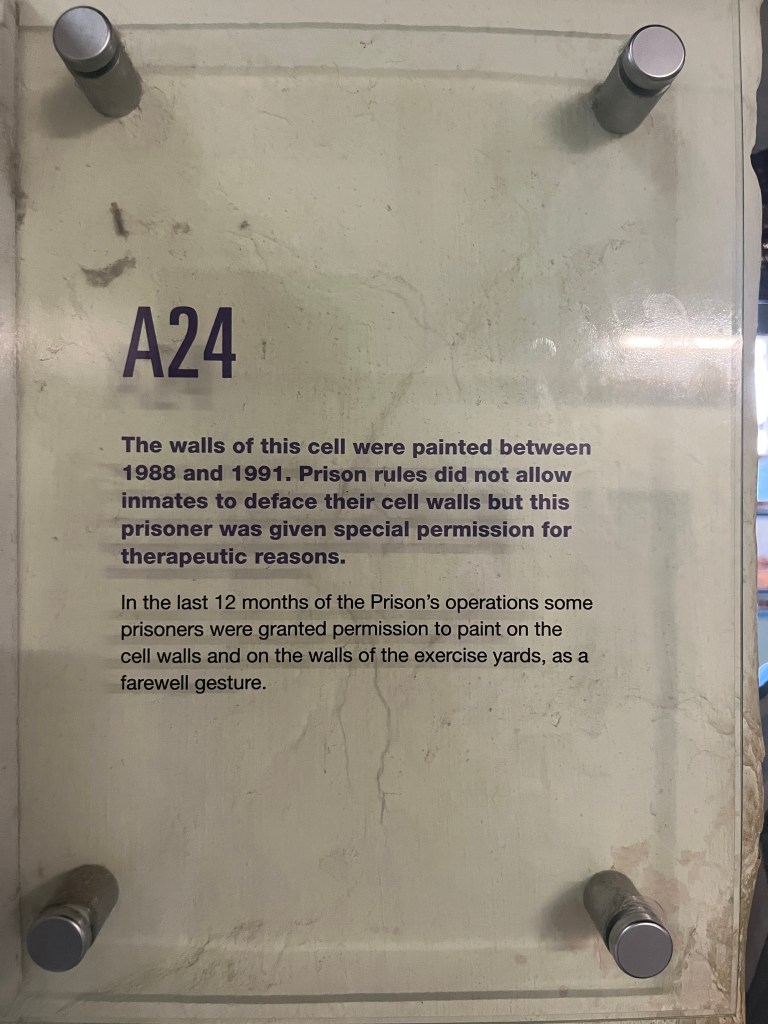 A24
The walls of this cell were painted between
1988 and 1991. Prison rules did not allow
inmates to deface their cell walls but this
prisoner was given special permission for
therapeutic reasons.
In the last 12 months of the Prison’s operations some
prisoners were granted permission to paint on the
cell walls and on the walls of the exercise yards, as a
farewell gesture.